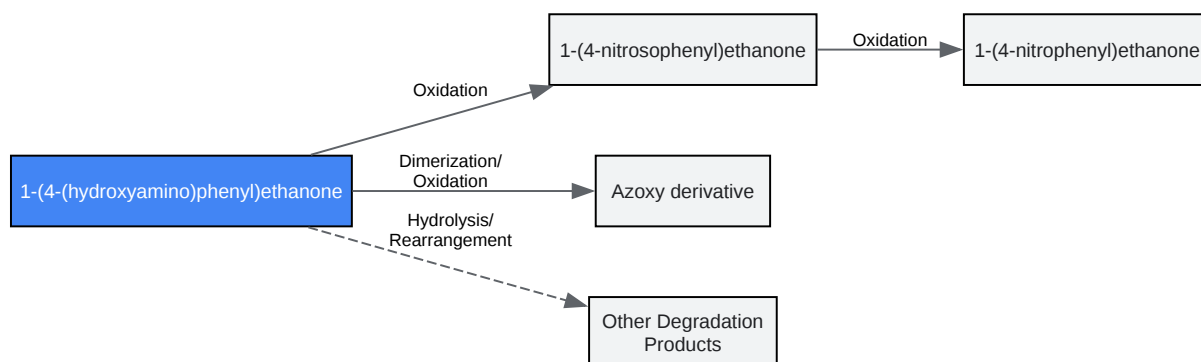 1-(4-nitrosophenyl)ethanone
Oxidation
1-(4-nitrophenyl)ethanone
Oxidation
1-(4-(hydroxyamino)phenyl)ethanone
Dimerization/
Oxidation
Azoxy derivative
Hydrolysis/
Rearrangement
Other Degradation
Products